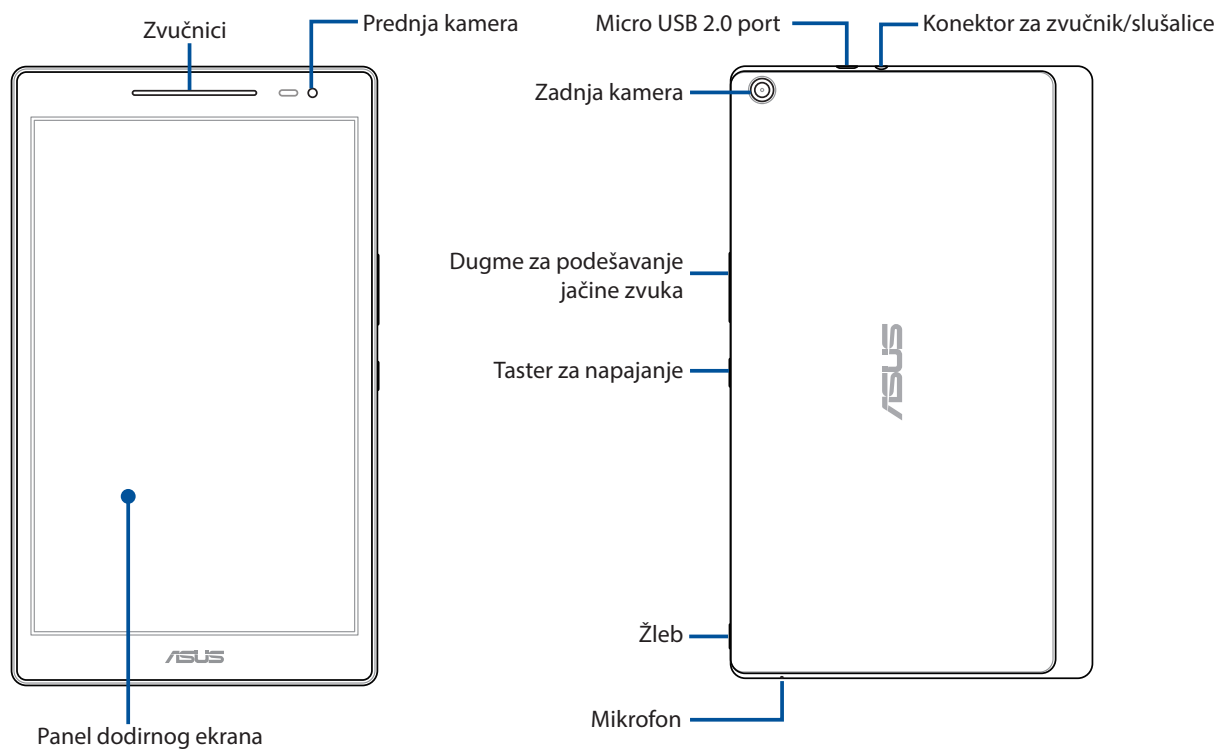 Zvučnici
Prednja kamera
Micro USB 2.0 port
Konektor za zvučnik/slušalice
Zadnja kamera
Dugme za podešavanje
jačine zvuka
Taster za napajanje
ASUS
Žleb
ASUS
Mikrofon
Panel dodirnog ekrana